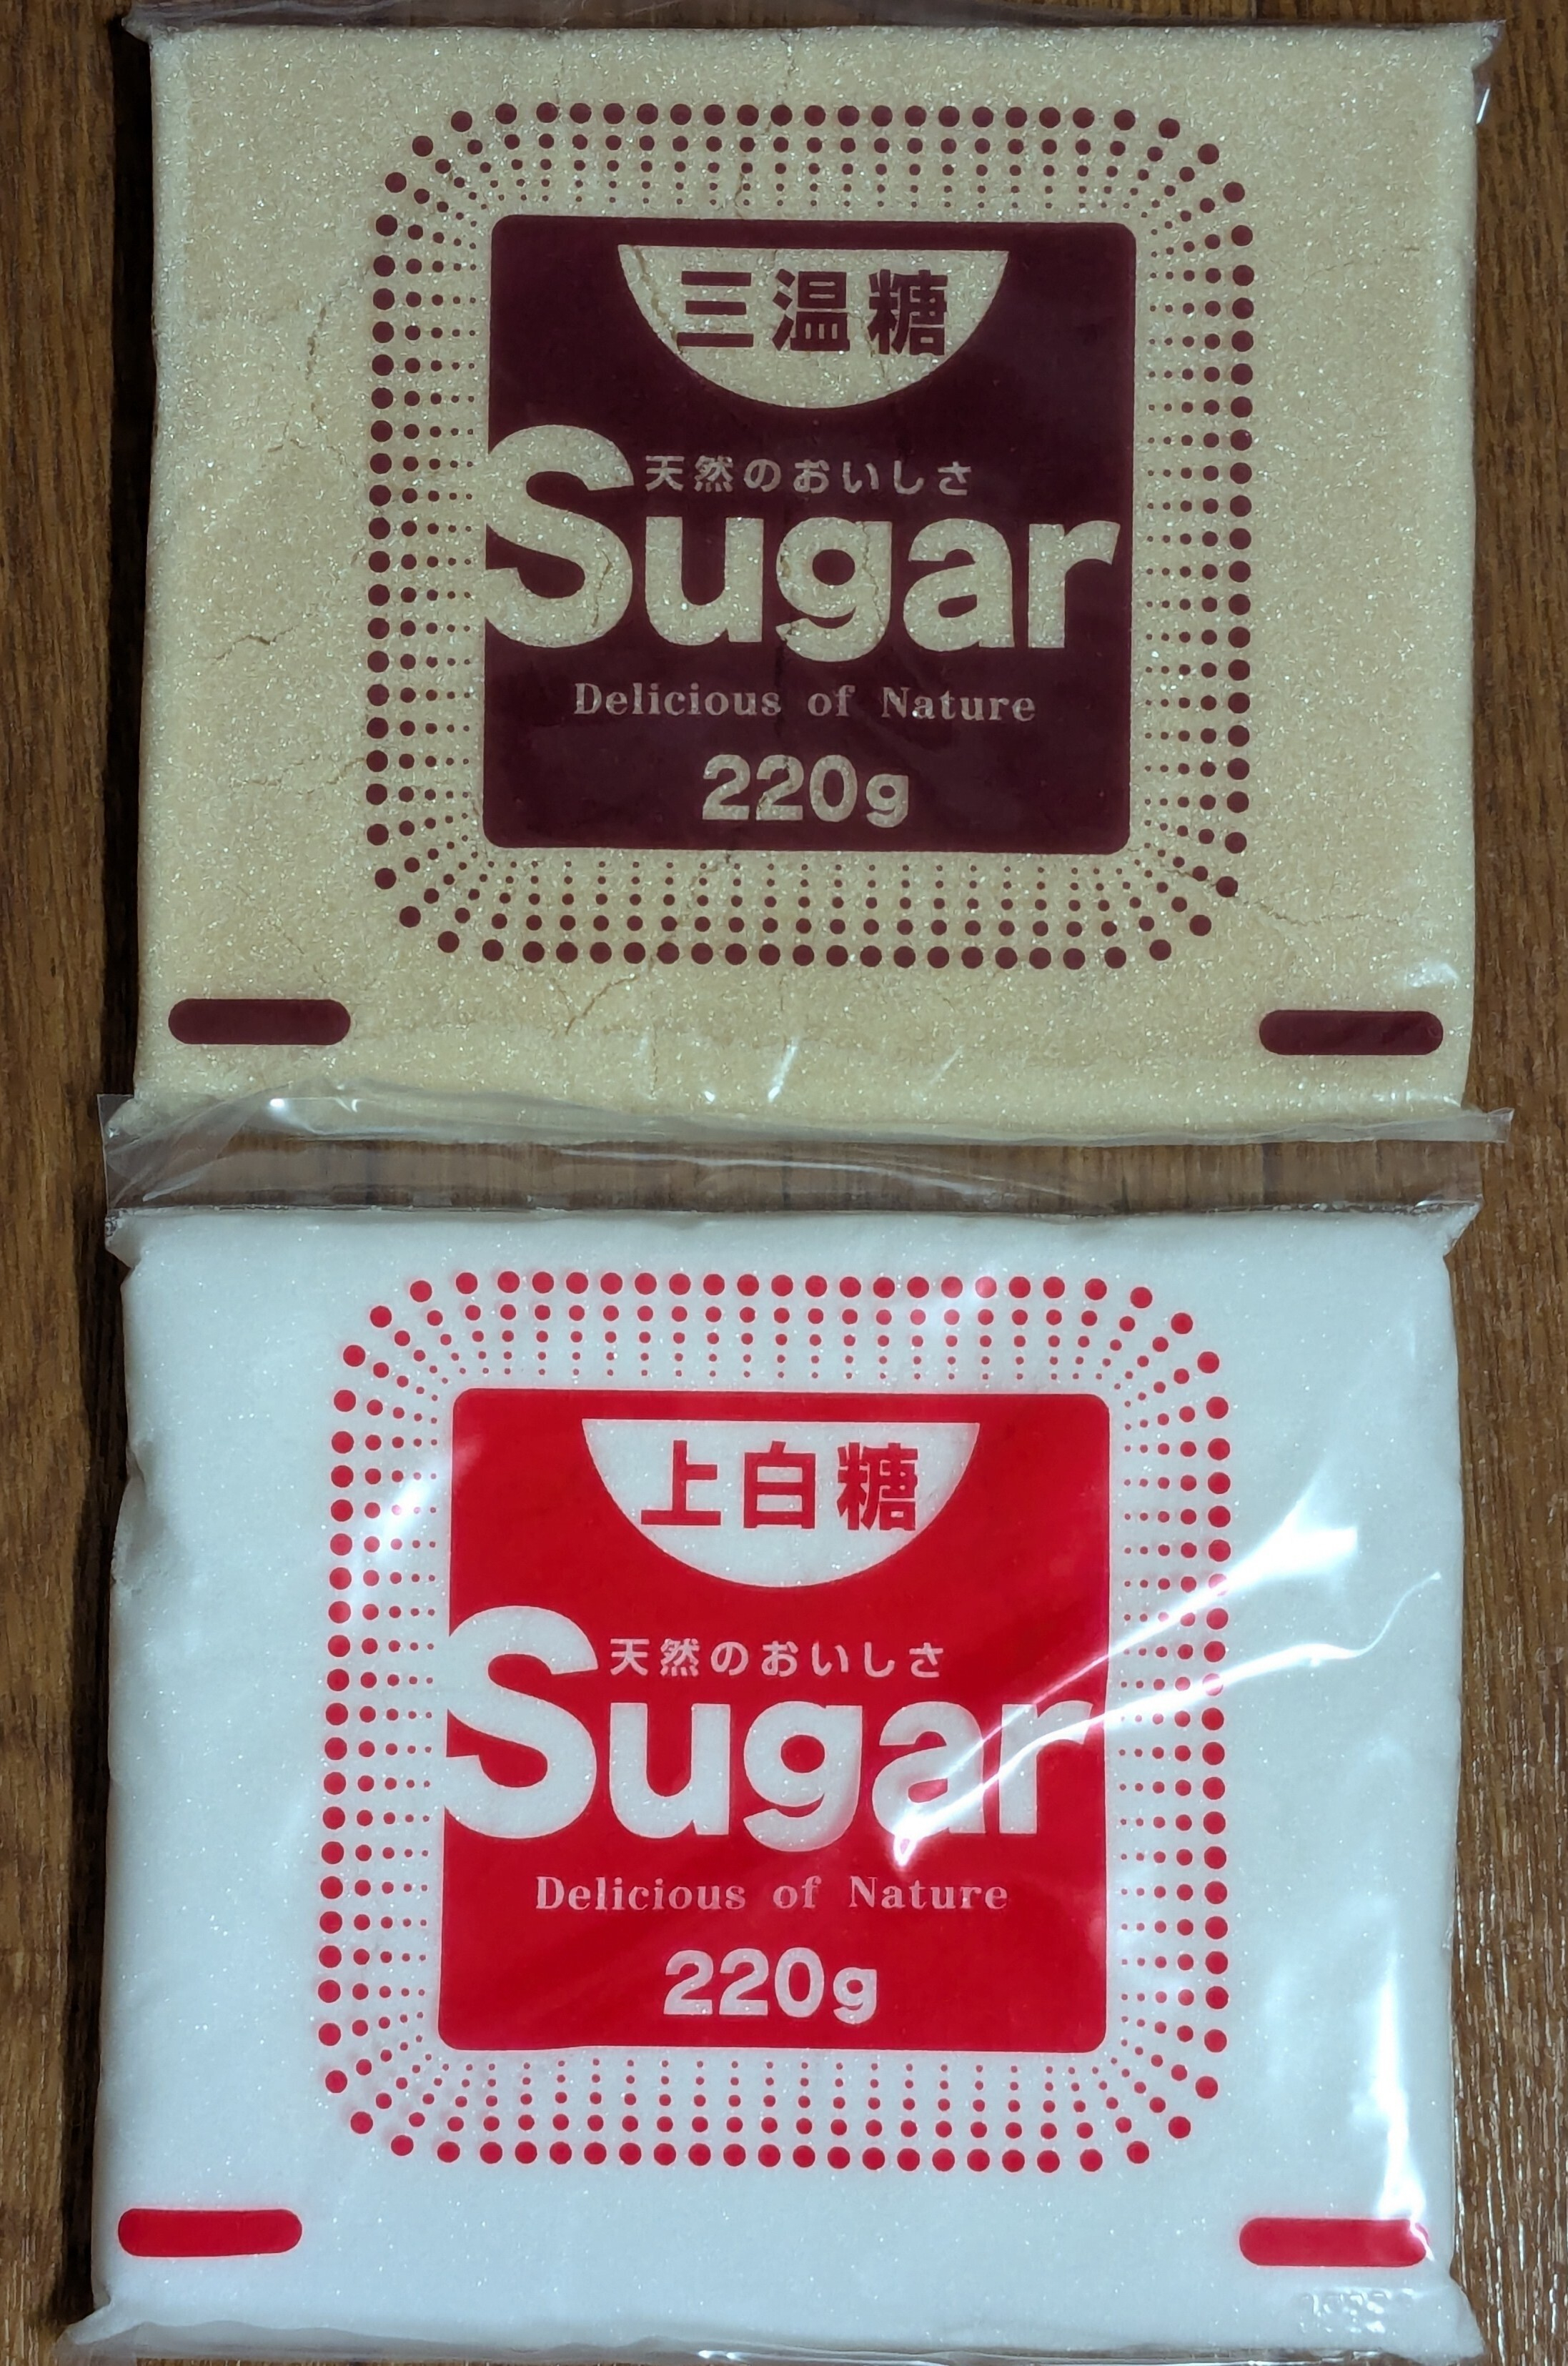 三温糖
天然のおいしさ
Sugar
Delicious of Nature
220g
上白糖
天然のおいしさ
Sugar
Delicious of Nature
220g